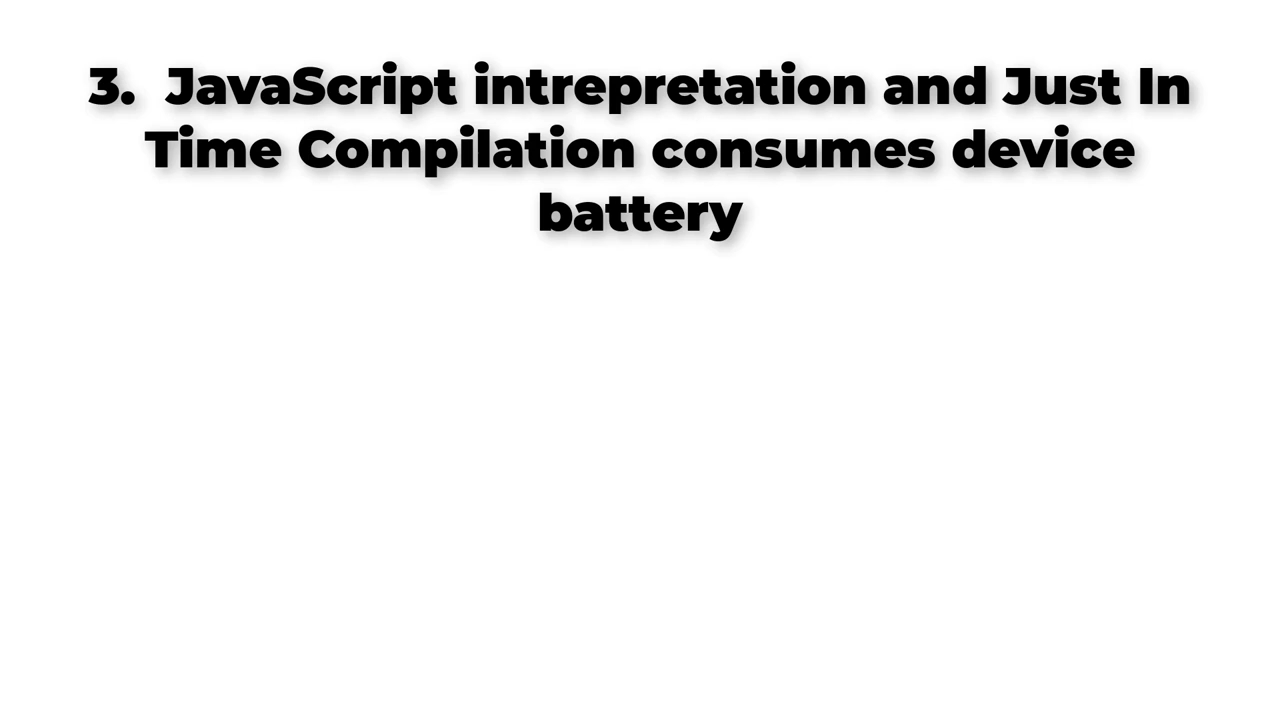 3.  JavaScript intrepretation and Just In
Time Compilation consumes device
battery